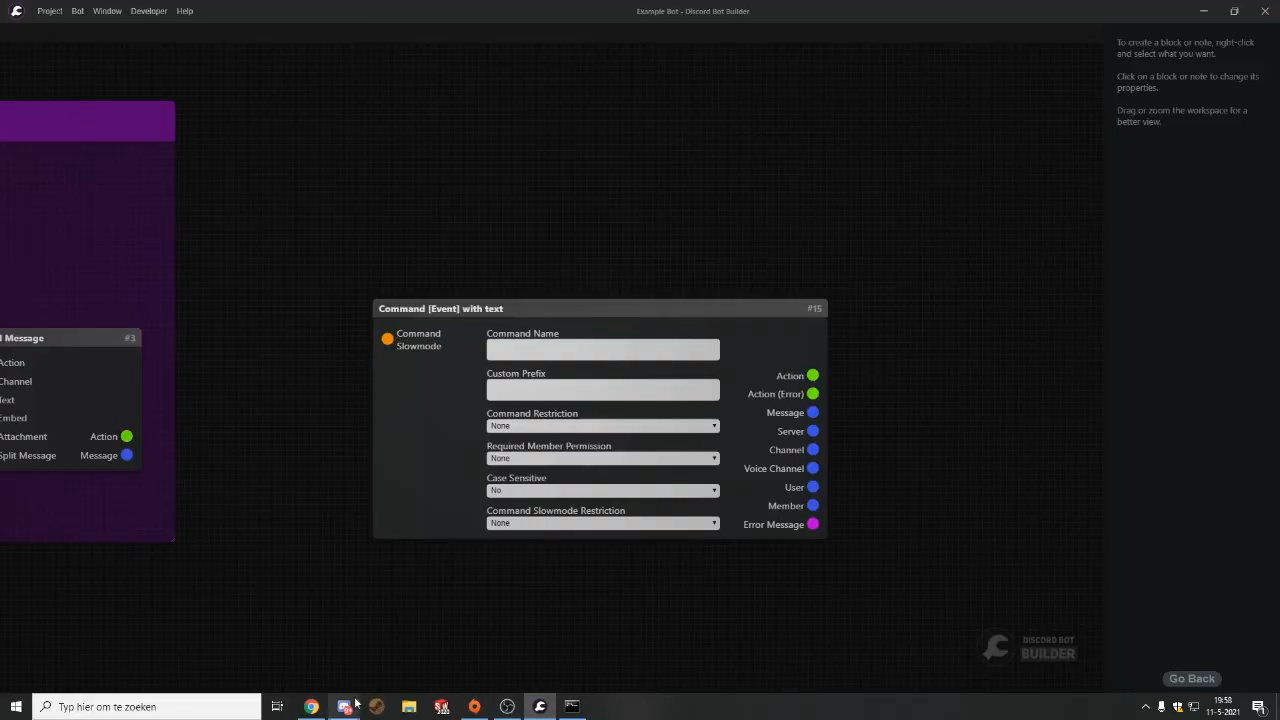 Project Bot Window Developer Help
Example Bot - Discord Bot Builder
To create a block or note, right-click
and select what you want.
Click on a block or note to change its
properties.
Drag or zoom the workspace for a
better view.
Message #3
Action
Channel
Text
Embed
Attachment Action
Split Message Message
Command [Event] with text #15
Command
Slowmode
Command Name
Custom Prefix
Command Restriction
None
Required Member Permission
None
Case Sensitive
No
Command Slowmode Restriction
None
Action
Action (Error)
Message
Server
Channel
Voice Channel
User
Member
Error Message
DISCORD BOT
BUILDER
Go Back
Typ hier om te zoeken
19:58
11-5-2021